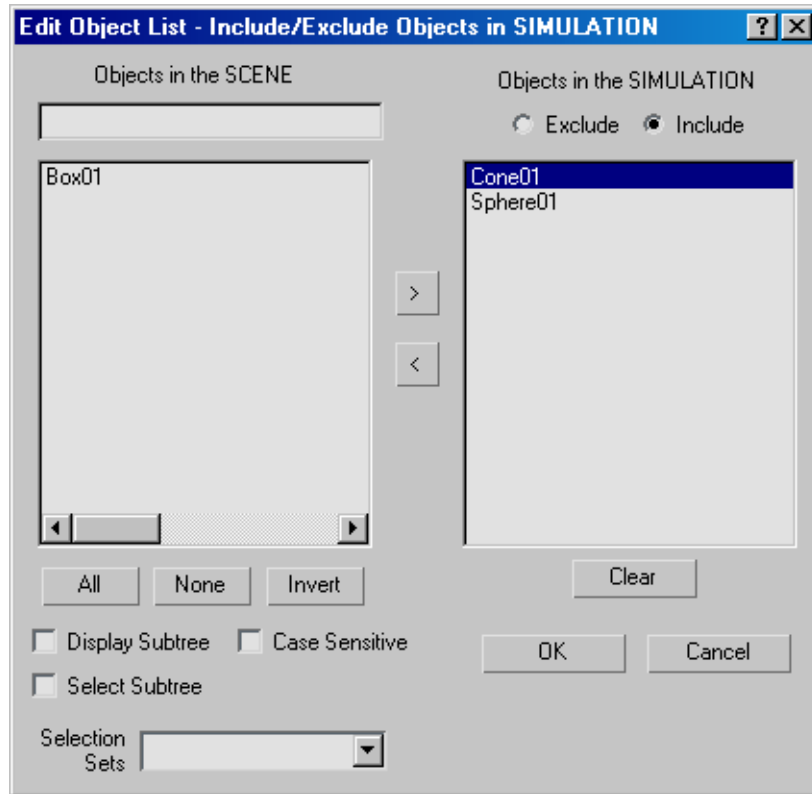 Edit Object List - Include/Exclude Objects in SIMULATION ? X
Objects in the SCENE
Box01
All None Invert
Display Subtree Case Sensitive
Select Subtree
Selection
Sets
Objects in the SIMULATION
Exclude Include
Cone01
Sphere01
>
<
Clear
OK Cancel